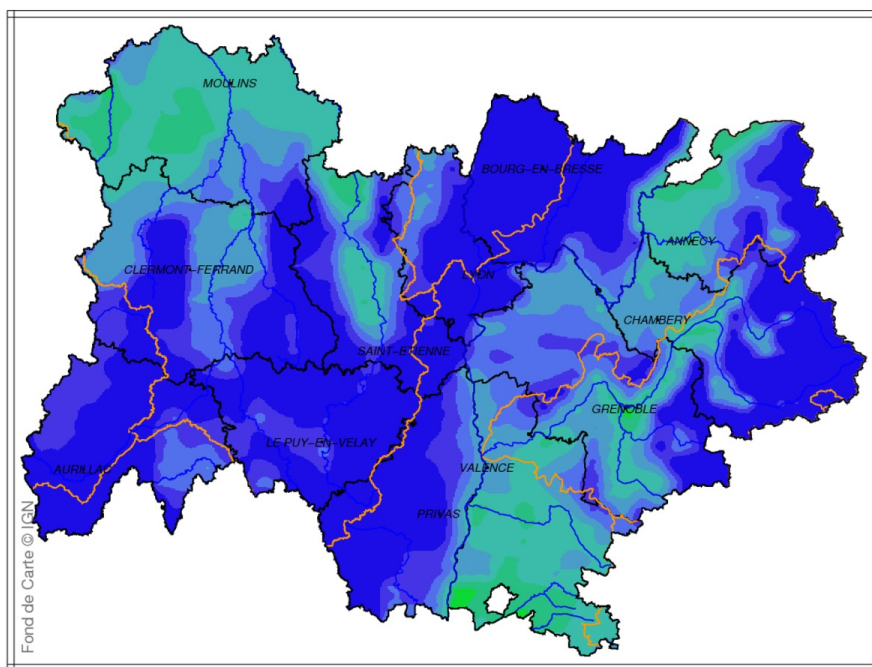 MOULINS
BOURG-EN-BRESSE
ANNECY
CLERMONT-FERRAND
LYON
CHAMBERY
SAINT-ETIENNE
GRENOBLE
LE PUY-EN-VELAY
VALENCE
AURILLAC
PRIVAS
Fond de Carte © IGN